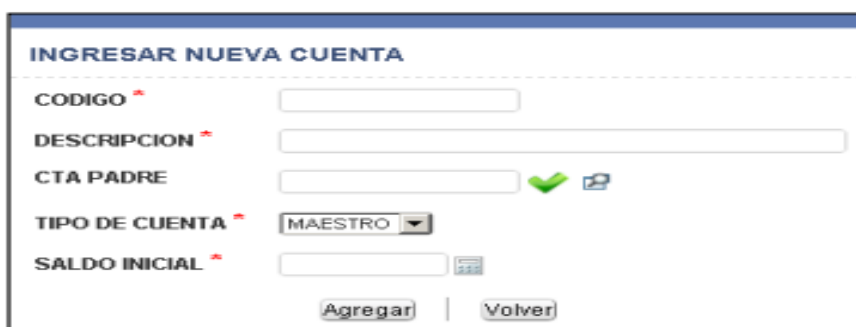 INGRESAR NUEVA CUENTA
CODIGO *
DESCRIPCION *
CTA PADRE
TIPO DE CUENTA * MAESTRO
SALDO INICIAL *
Agregar | Volver